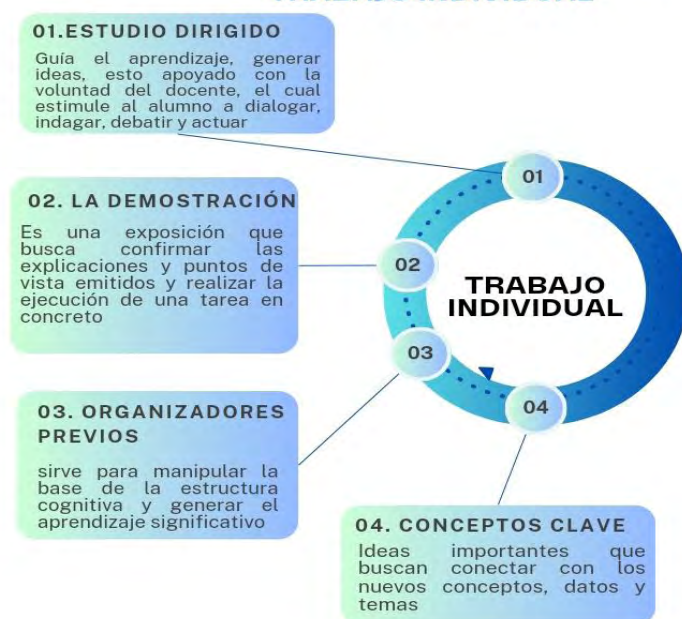 01.ESTUDIO DIRIGIDO
Guía el aprendizaje, generar
ideas, esto apoyado con la
voluntad del docente, el cual
estimule al alumno a dialogar,
indagar, debatir y actuar
02. LA DEMOSTRACIÓN
Es una exposición que
busca confirmar las
explicaciones y puntos de
vista emitidos y realizar la
ejecución de una tarea en
concreto
03. ORGANIZADORES
PREVIOS
sirve para manipular la
base de la estructura
cognitiva y generar el
aprendizaje significativo
04. CONCEPTOS CLAVE
Ideas importantes que
buscan conectar con los
nuevos conceptos, datos y
temas
01
02
03
04
TRABAJO
INDIVIDUAL